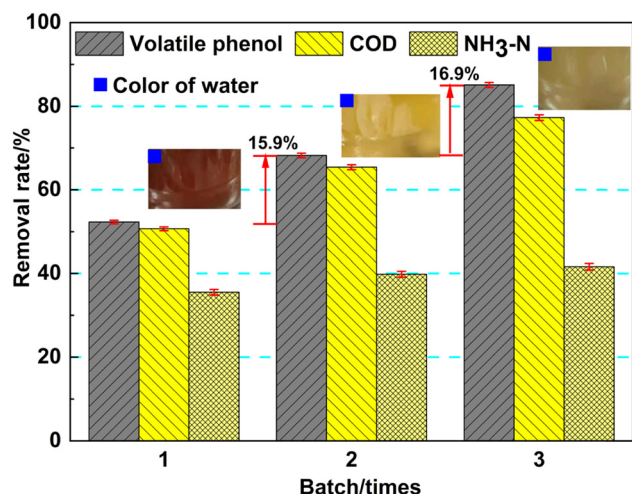 Volatile phenol COD NH3-N
Color of water
15.9%
16.9%
Removal rate/%
100
80
60
40
20
0
1 2 3
Batch/times